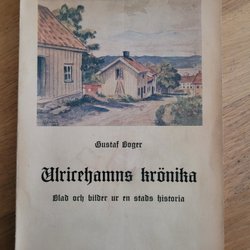 Gustaf Boger
Ulricehamns krönika
Blad och bilder ur en stads historia